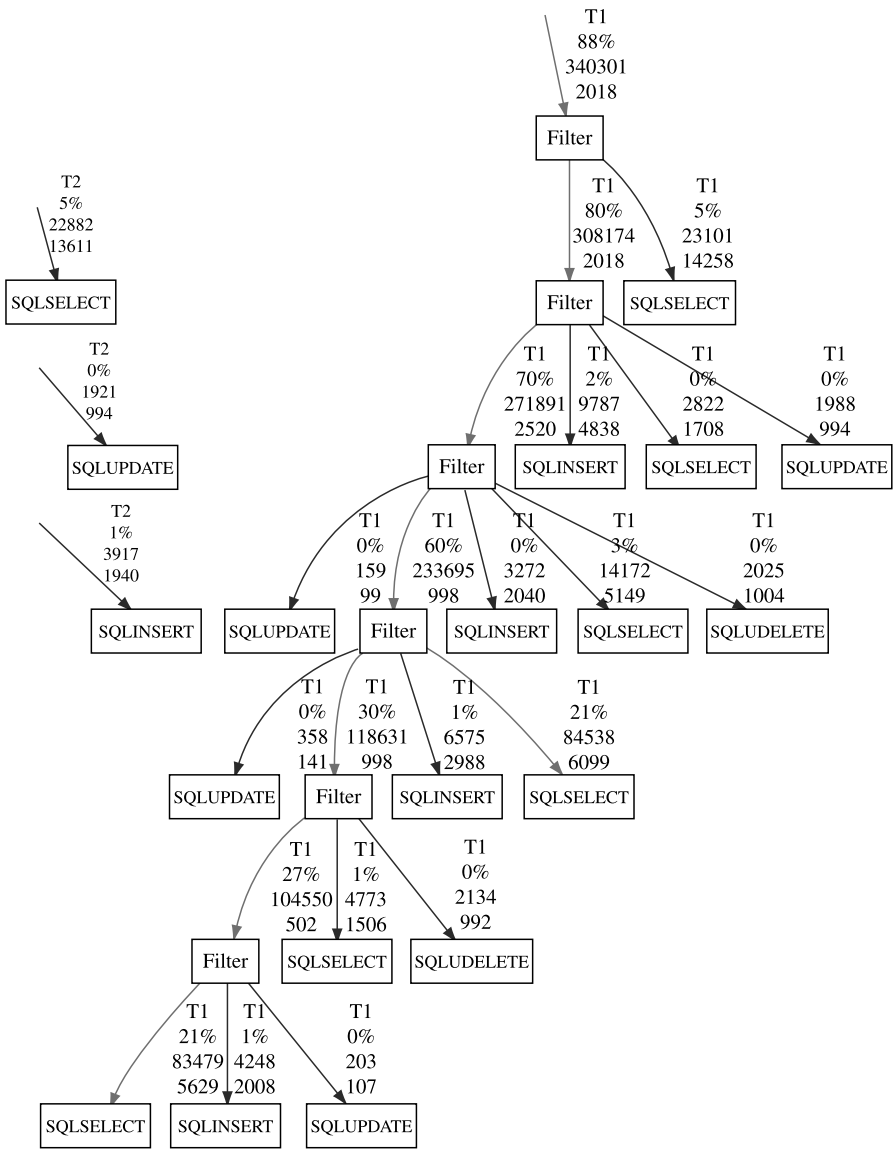 T1
88%
340301
2018
Filter
T1
80%
308174
2018
T1
5%
23101
14258
T2
5%
22882
13611
SQLSELECT
Filter
SQLSELECT
T2
0%
1921
994
SQLUPDATE
T1
70%
271891
2520
T1
2%
9787
4838
T1
0%
2822
1708
T1
0%
1988
994
Filter
SQLINSERT
SQLSELECT
SQLUPDATE
T2
1%
3917
1940
SQLINSERT
T1
0%
159
99
T1
60%
233695
998
T1
0%
3272
2040
T1
3%
14172
5149
T1
0%
2025
1004
SQLUPDATE
Filter
SQLINSERT
SQLSELECT
SQLUDELETE
T1
0%
358
141
T1
30%
118631
998
T1
1%
6575
2988
T1
21%
84538
6099
SQLUPDATE
Filter
SQLINSERT
SQLSELECT
T1
27%
104550
502
T1
1%
4773
1506
T1
0%
2134
992
Filter
SQLSELECT
SQLUDELETE
T1
21%
83479
5629
T1
1%
4248
2008
T1
0%
203
107
SQLSELECT
SQLINSERT
SQLUPDATE